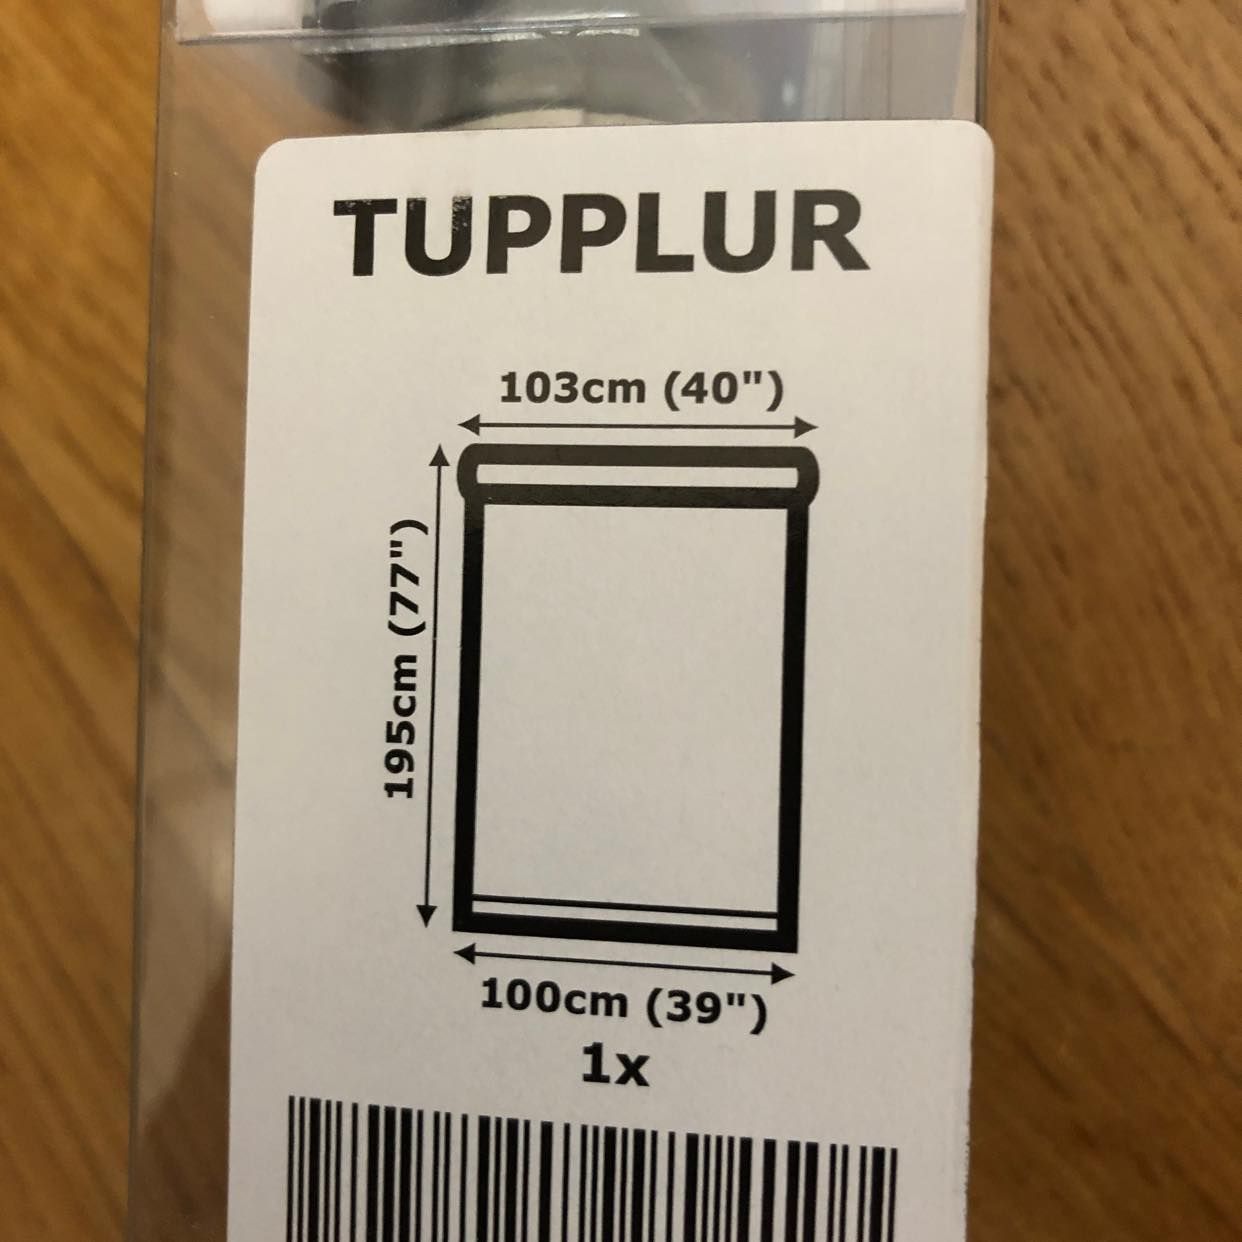 TUPPLUR
103cm (40")
195cm (77")
100cm (39")
1x